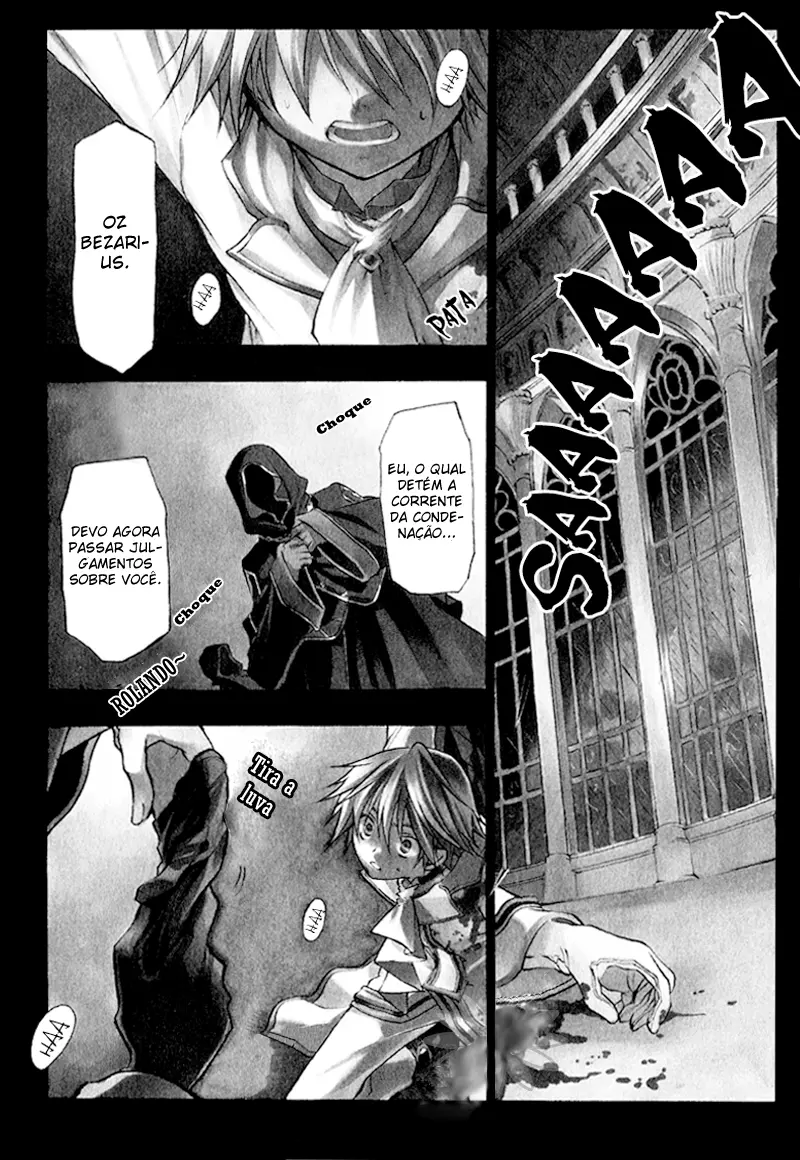 SAAAAAAA
HAA
OZ
BEZARI-
US.
HAA
PATA
Choque
EU, O QUAL
DETÉM A
CORRENTE
DA CONDE-
NAÇÃO...
DEVO AGORA
PASSAR JUL-
GAMENTOS
SOBRE VOCÊ.
Choque
ROLANDO~
Tira a
luva
HAA
HAA